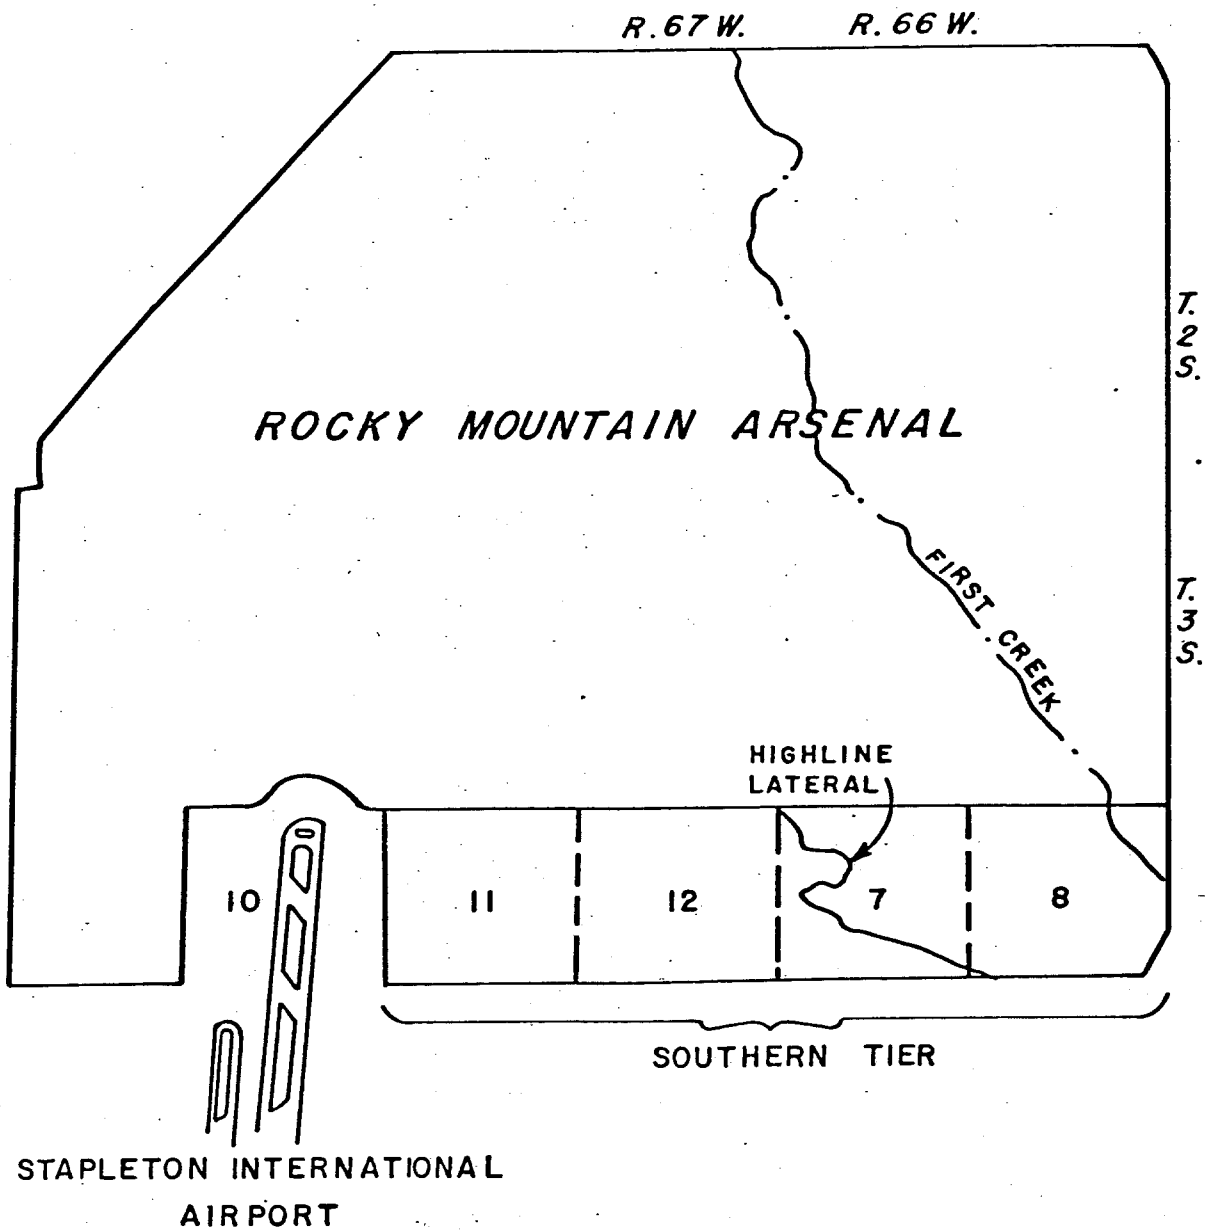 R.67 W. R.66 W.
T.
2
S.
ROCKY MOUNTAIN ARSENAL
FIRST CREEK
T.
3
S.
HIGHLINE
LATERAL
10 11 12 7 8
SOUTHERN TIER
STAPLETON INTERNATIONAL
AIRPORT